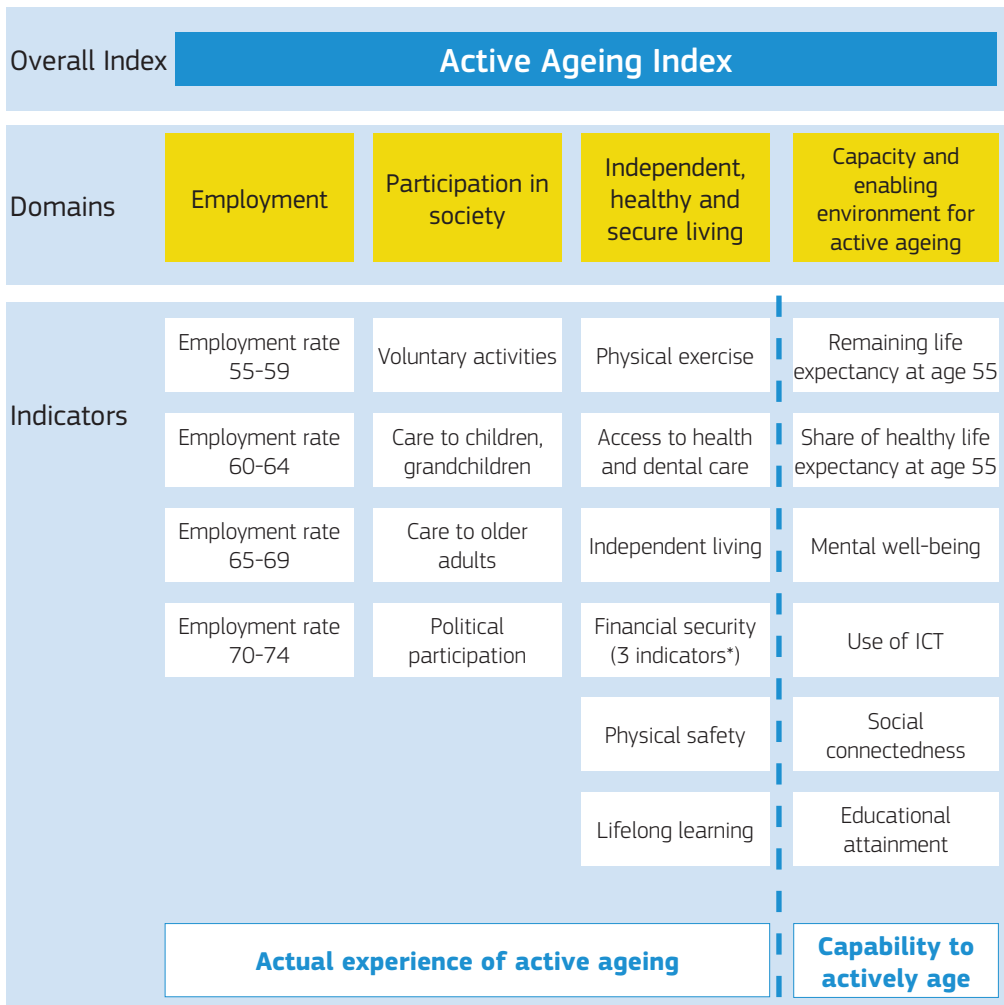 Overall Index
Active Ageing Index
Domains
Employment
Participation in
society
Independent,
healthy and
secure living
Capacity and
enabling
environment for
active ageing
Indicators
Employment rate
55-59
Voluntary activities
Physical exercise
Remaining life
expectancy at age 55
Employment rate
60-64
Care to children,
grandchildren
Access to health
and dental care
Share of healthy life
expectancy at age 55
Employment rate
65-69
Care to older
adults
Independent living
Mental well-being
Employment rate
70-74
Political
participation
Financial security
(3 indicators*)
Use of ICT
Physical safety
Social
connectedness
Lifelong learning
Educational
attainment
Actual experience of active ageing
Capability to
actively age